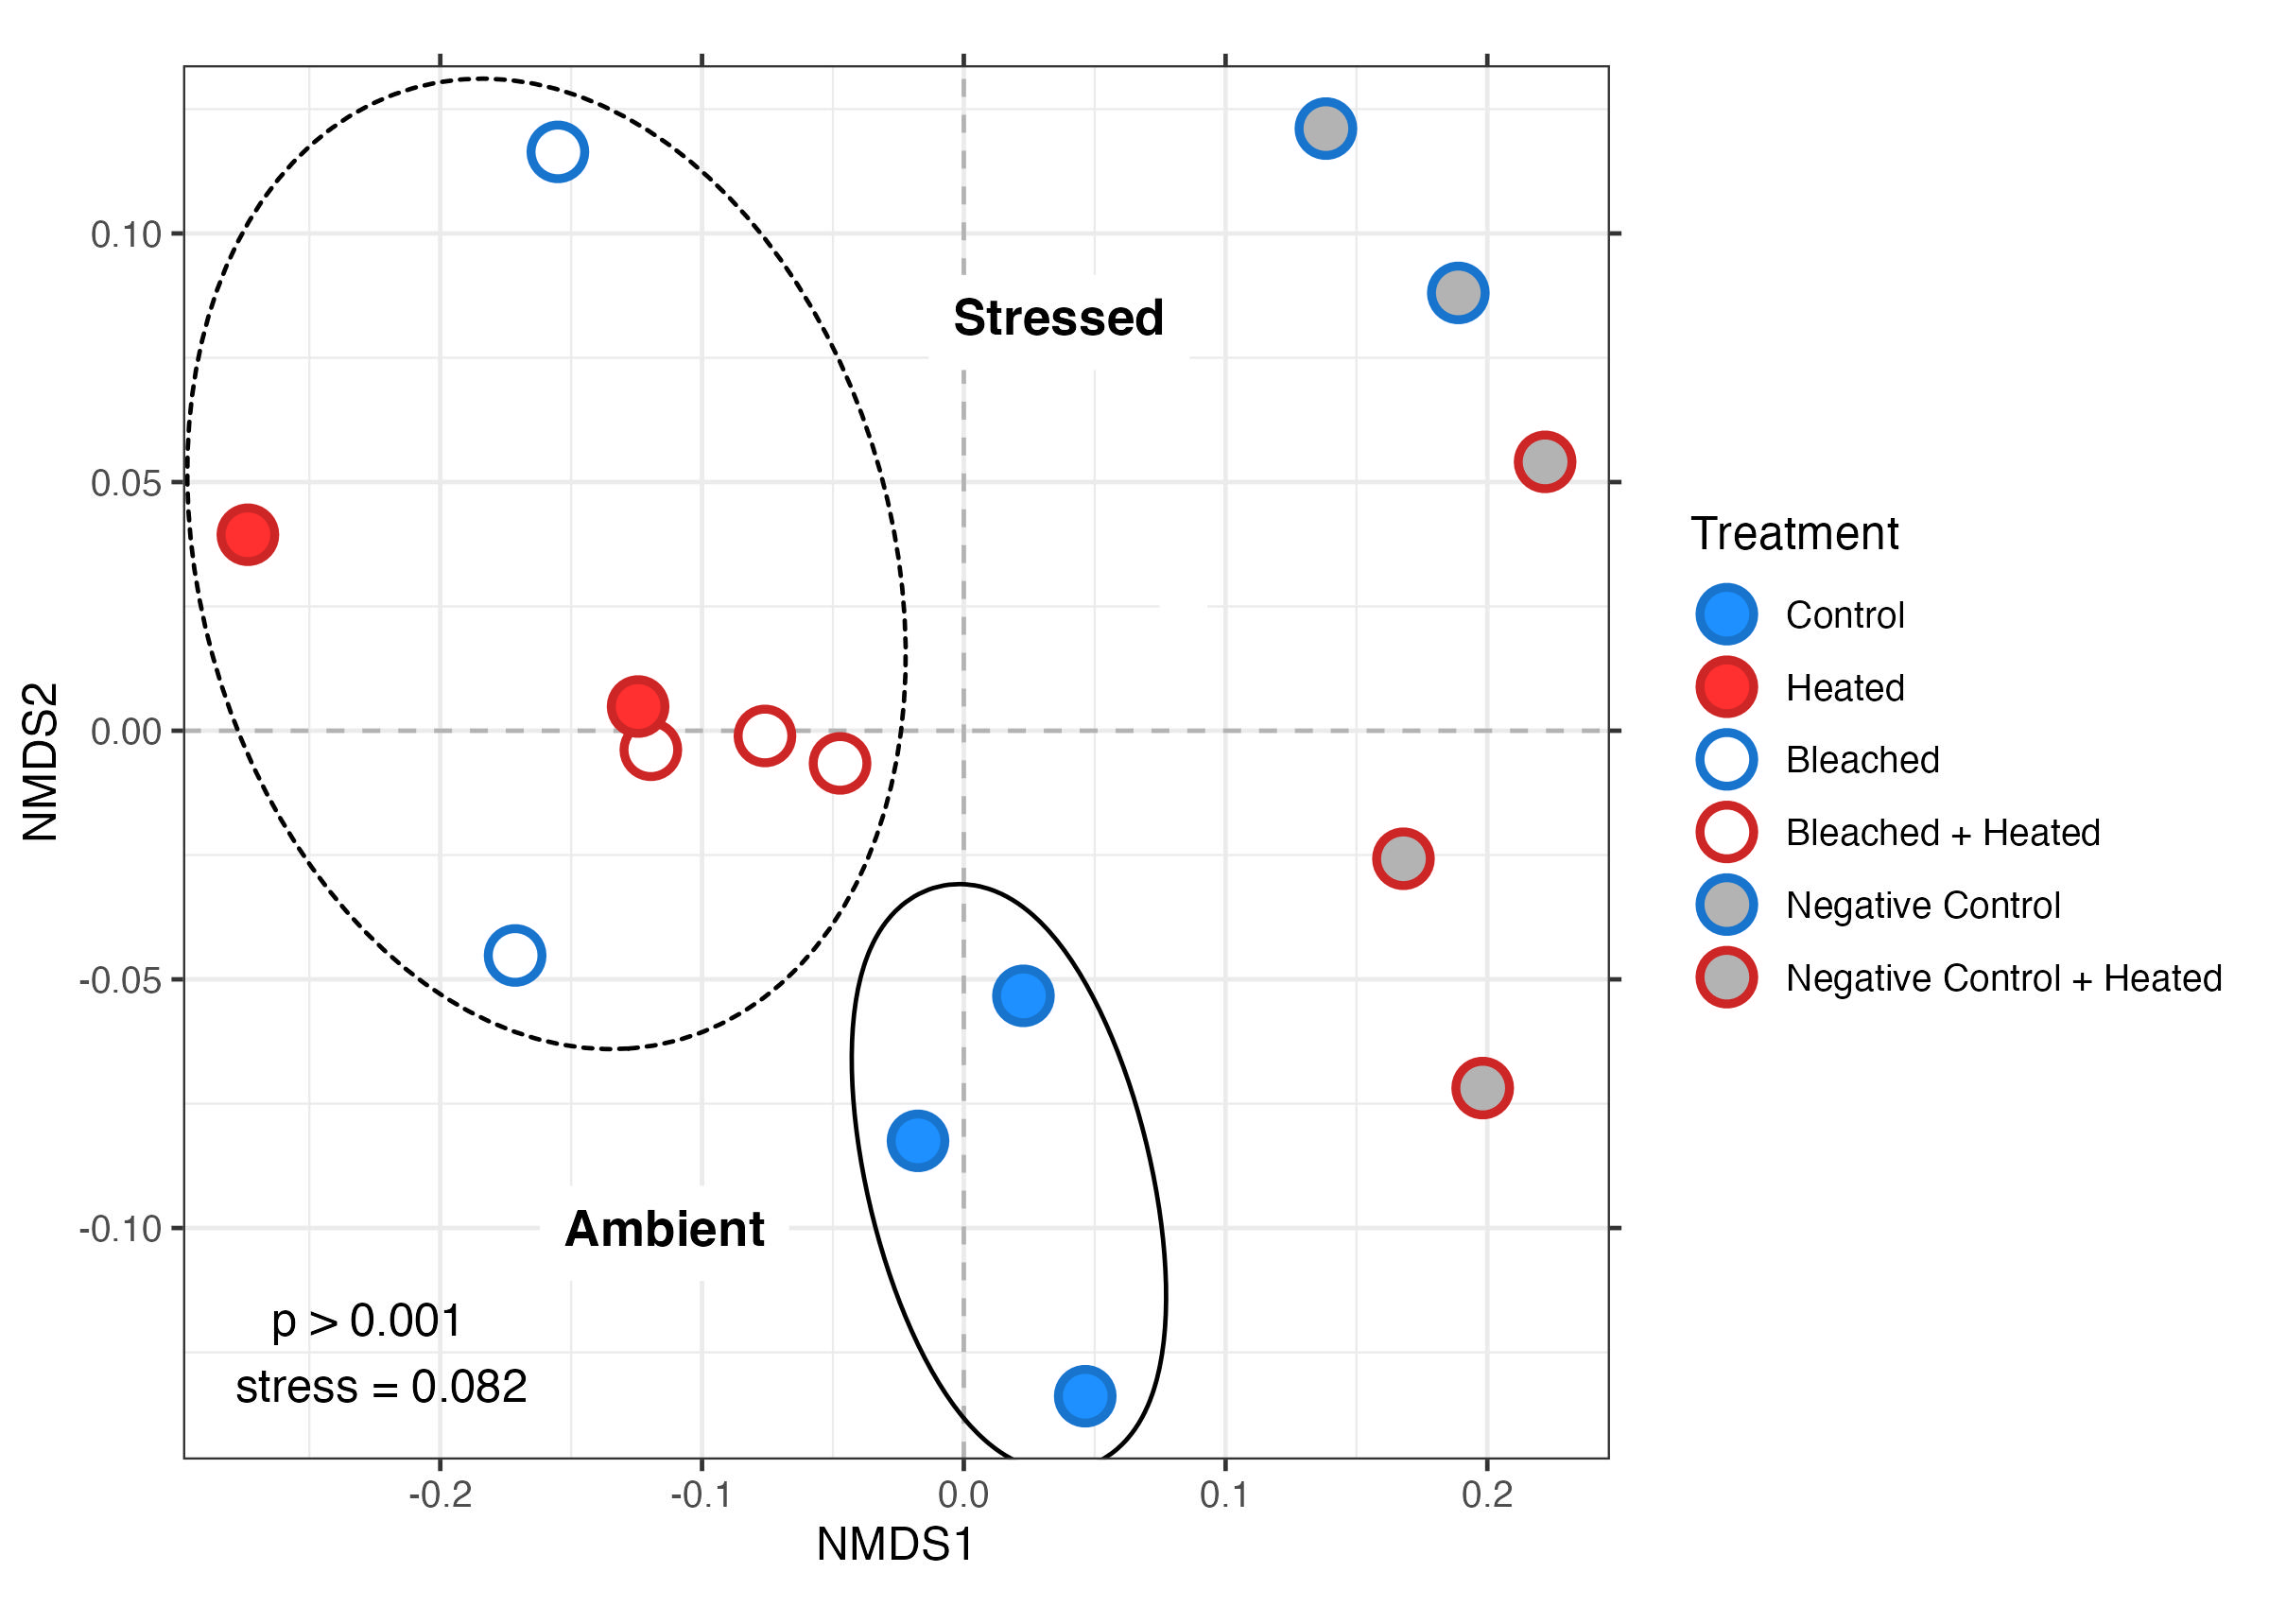 Stressed
Ambient
p > 0.001
stress = 0.082
0.10
0.05
0.00
-0.05
-0.10
NMDS2
-0.2
-0.1
0.0
0.1
0.2
NMDS1
Treatment
Control
Heated
Bleached
Bleached + Heated
Negative Control
Negative Control + Heated